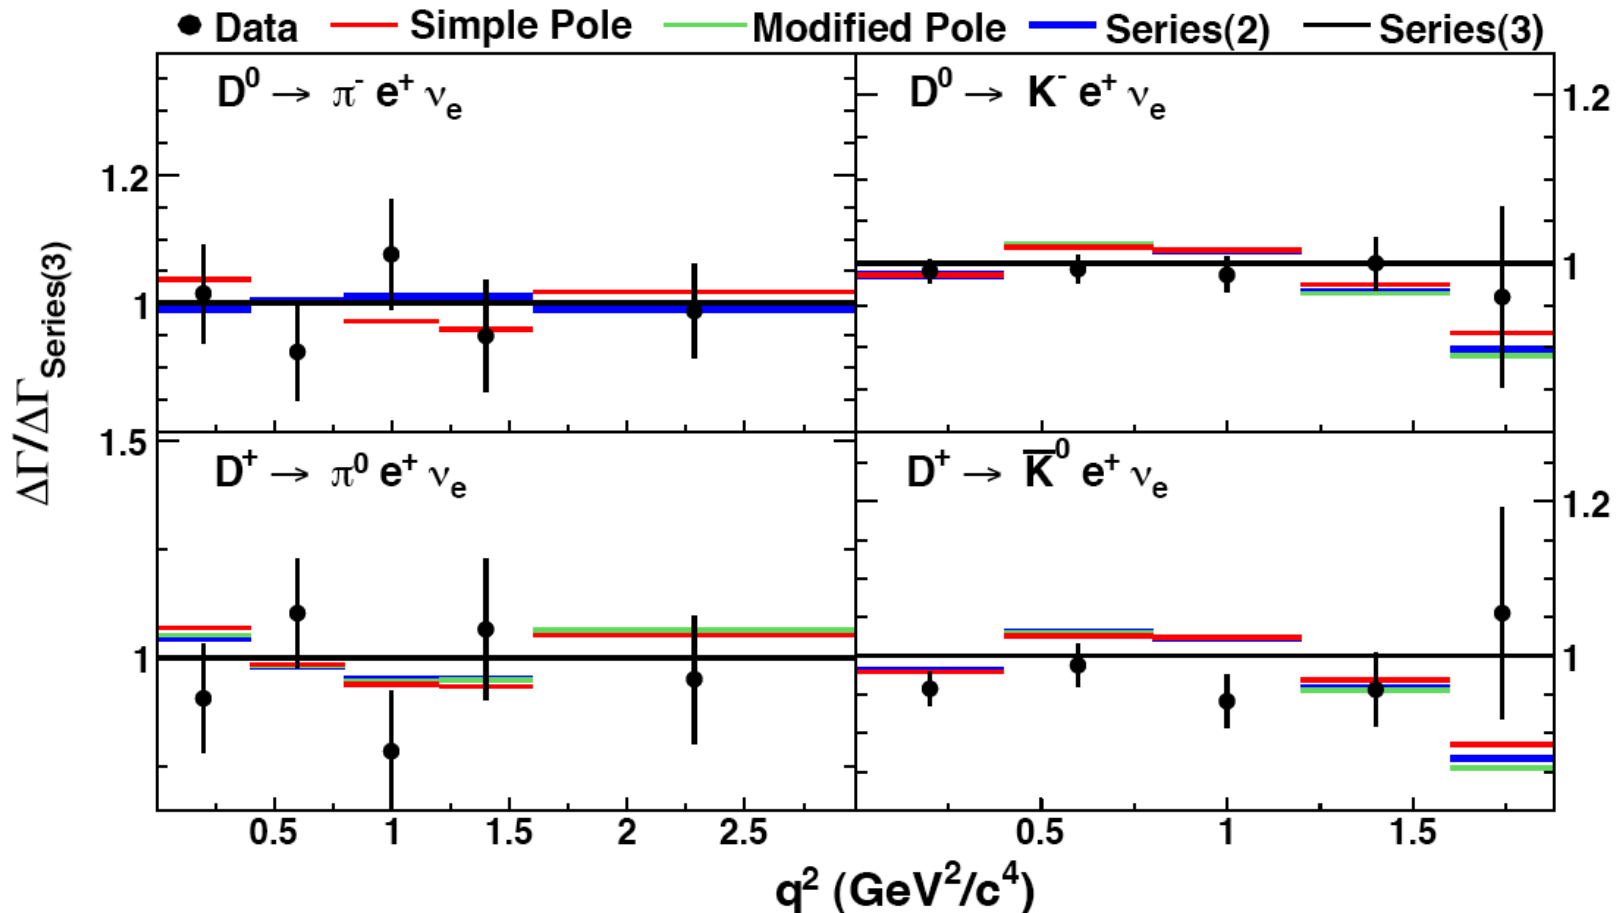 Data Simple Pole Modified Pole Series(2) Series(3)
D⁰ → π⁻ e⁺ νₑ
D⁰ → K⁻ e⁺ νₑ
1.2
1.2
1
1
ΔΓ/ΔΓ Series(3)
1.5
D⁺ → π⁰ e⁺ νₑ
D⁺ → K̅⁰ e⁺ νₑ
1.2
1
1
0.5 1 1.5 2 2.5 0.5 1 1.5
q² (GeV²/c⁴)